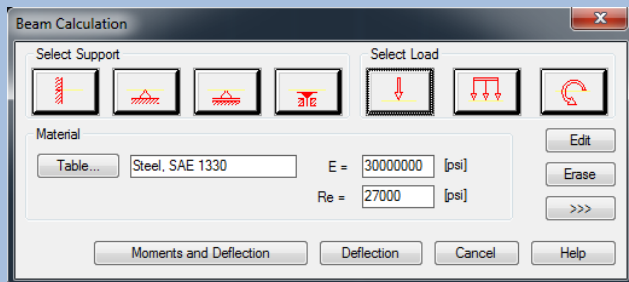 Beam Calculation
Select Support
Select Load
Material
Table... Steel, SAE 1330 E = 30000000 [psi]
Re = 27000 [psi]
Edit
Erase
>>>
Moments and Deflection Deflection Cancel Help